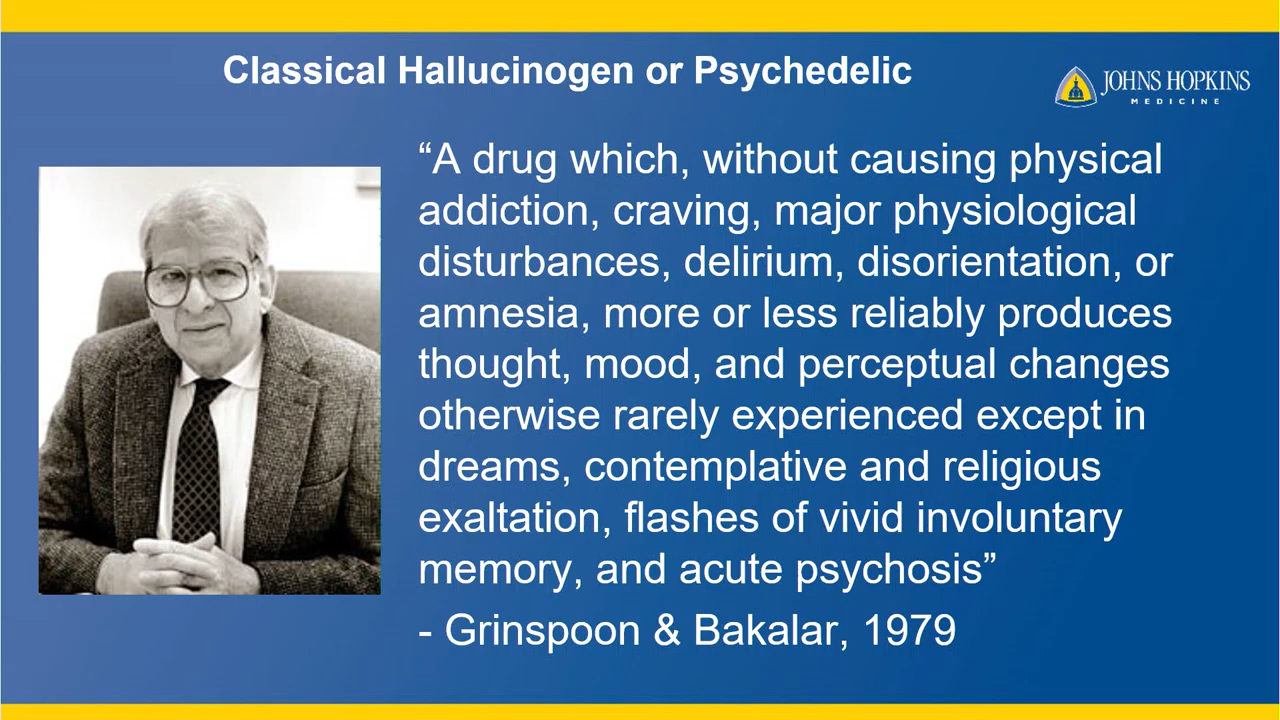 Classical Hallucinogen or Psychedelic
JOHNS HOPKINS
MEDICINE
“A drug which, without causing physical
addiction, craving, major physiological
disturbances, delirium, disorientation, or
amnesia, more or less reliably produces
thought, mood, and perceptual changes
otherwise rarely experienced except in
dreams, contemplative and religious
exaltation, flashes of vivid involuntary
memory, and acute psychosis”
- Grinspoon & Bakalar, 1979